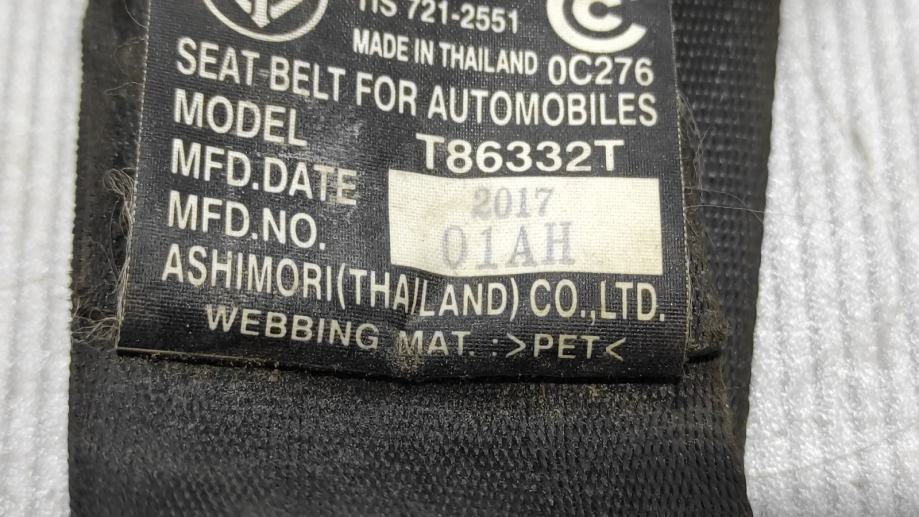 TIS 721-2551
MADE IN THAILAND 0C276
SEAT-BELT FOR AUTOMOBILES
MODEL T86332T
MFD.DATE 2017
MFD.NO. 01AH
ASHIMORI(THAILAND) CO.,LTD.
WEBBING MAT. :>PET<